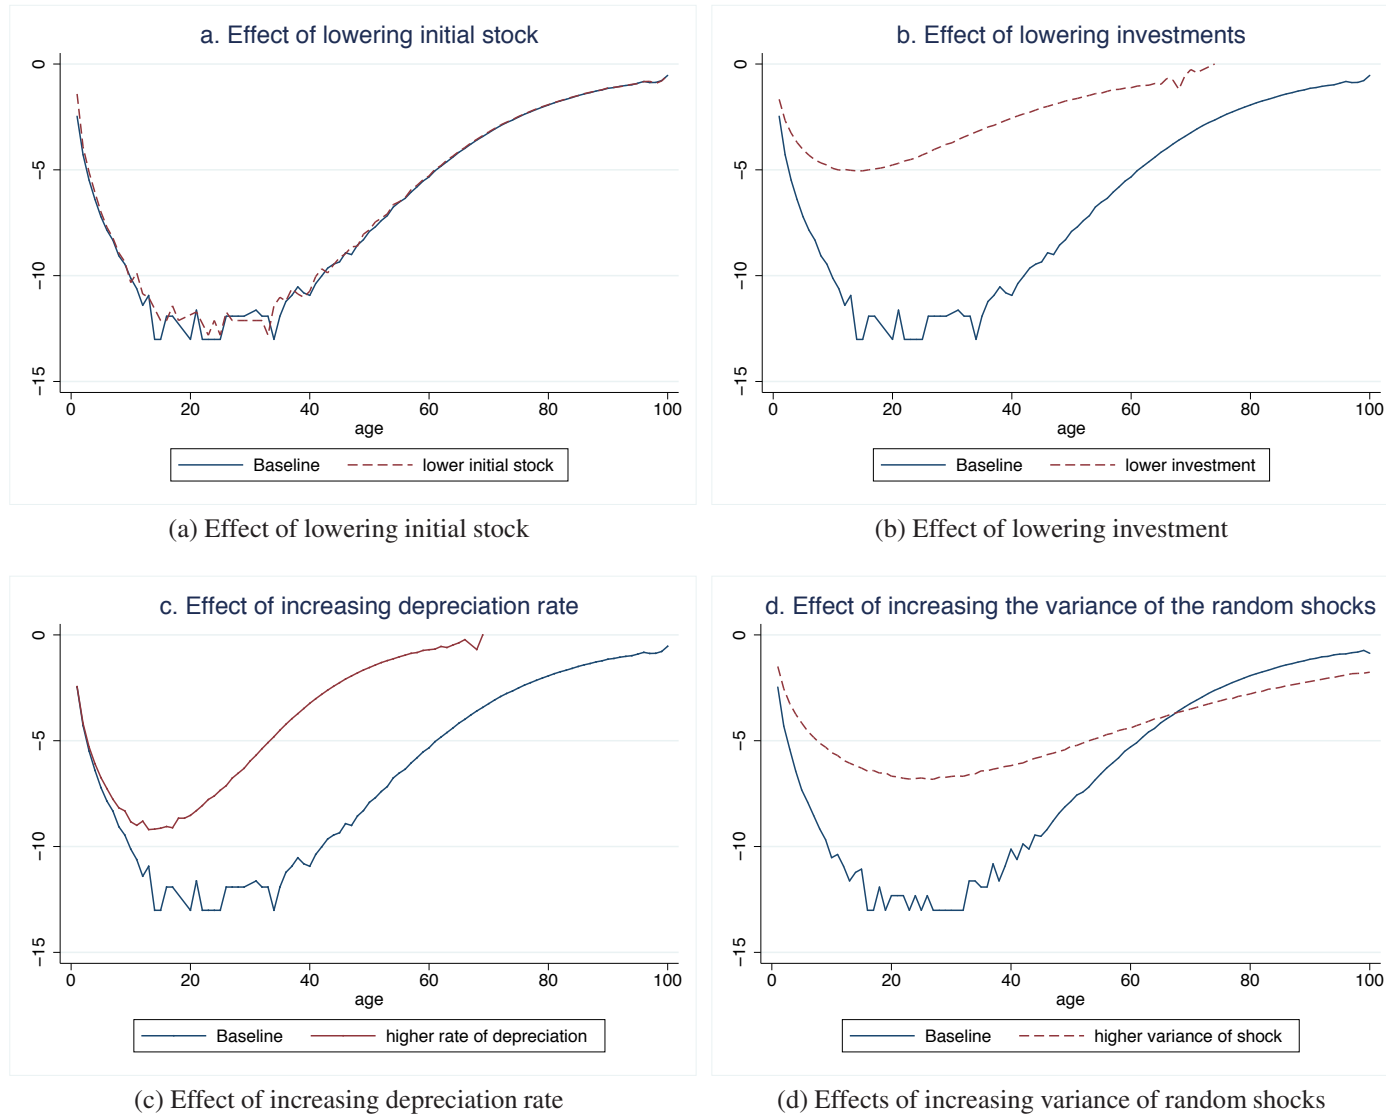 a. Effect of lowering initial stock
0
−5
−10
−15
0 20 40 60 80 100
age
Baseline lower initial stock
(a) Effect of lowering initial stock
b. Effect of lowering investments
0
−5
−10
−15
0 20 40 60 80 100
age
Baseline lower investment
(b) Effect of lowering investment
c. Effect of increasing depreciation rate
0
−5
−10
−15
0 20 40 60 80 100
age
Baseline higher rate of depreciation
(c) Effect of increasing depreciation rate
d. Effect of increasing the variance of the random shocks
0
−5
−10
−15
0 20 40 60 80 100
age
Baseline higher variance of shock
(d) Effects of increasing variance of random shocks